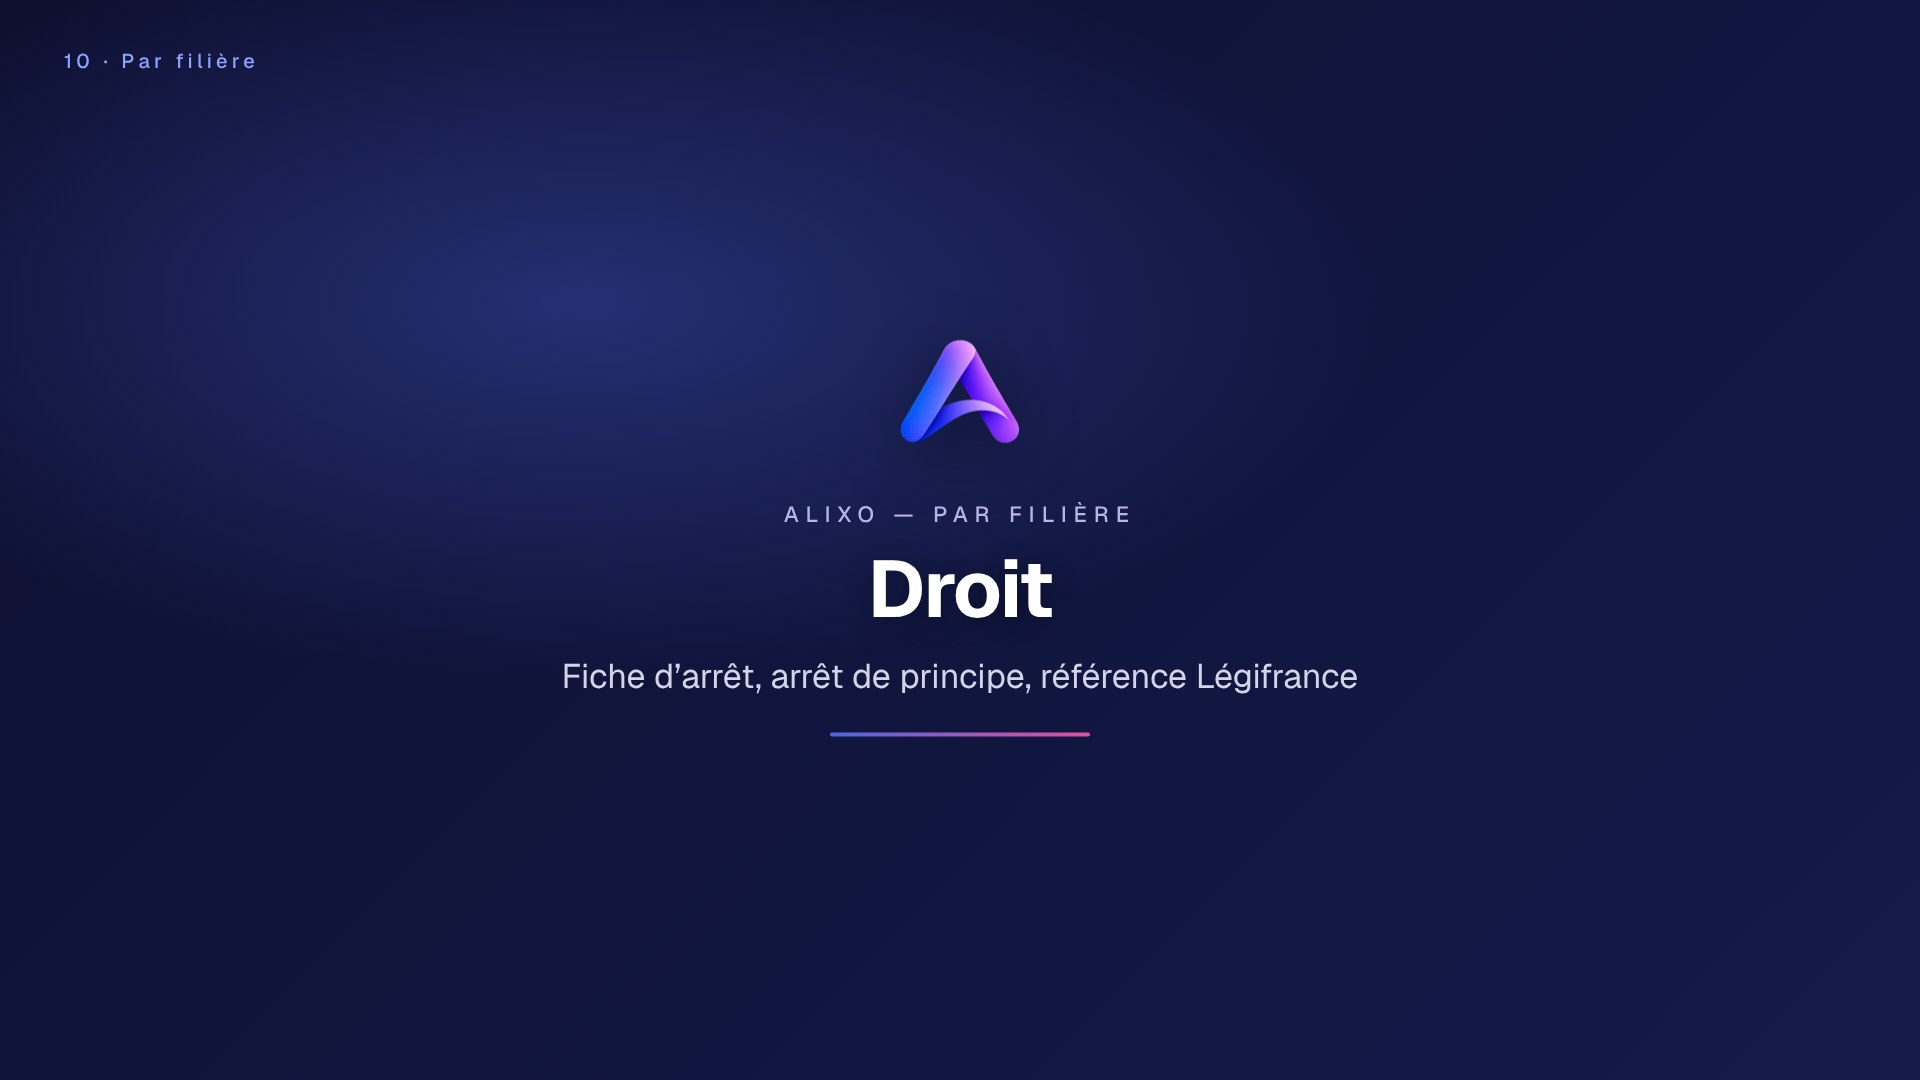 10 · Par filière
ALIXO — PAR FILIÈRE
Droit
Fiche d’arrêt, arrêt de principe, référence Légifrance